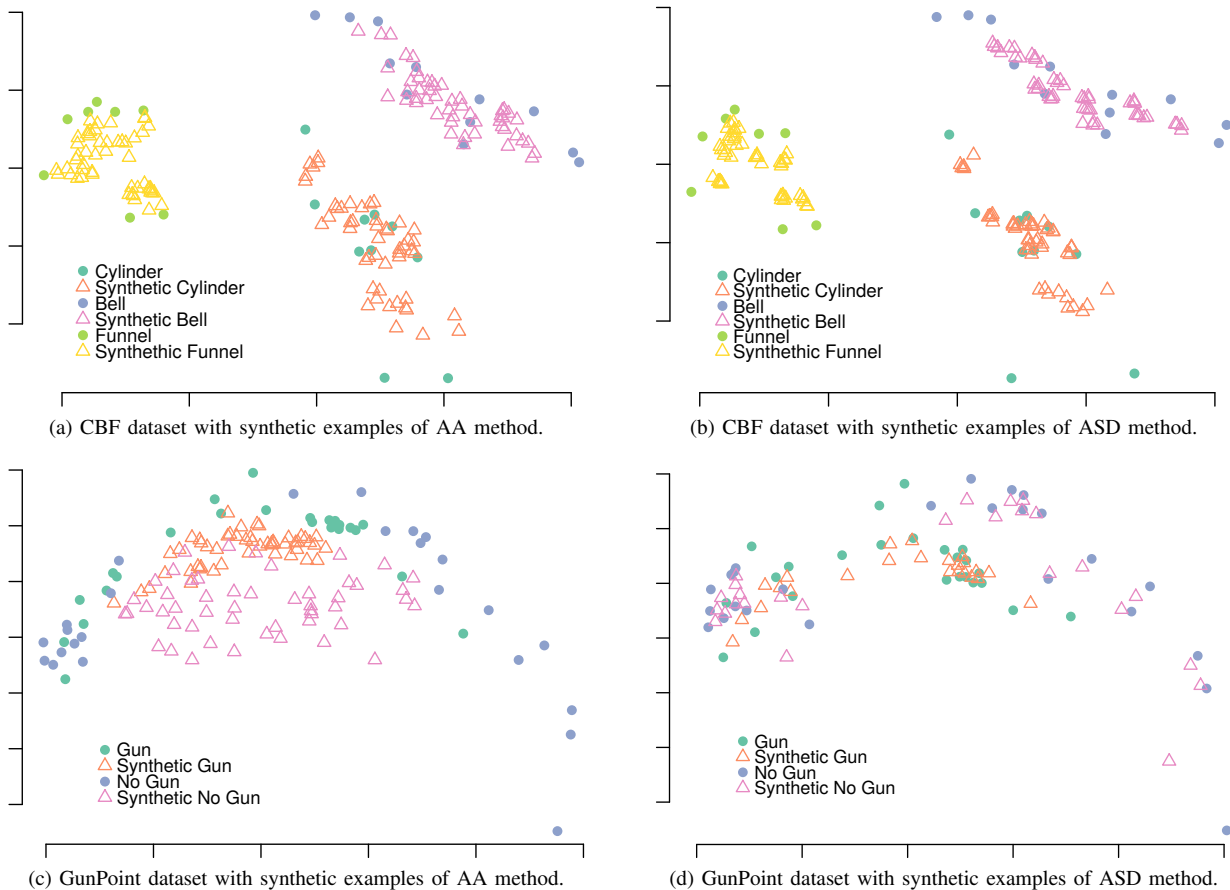 Cylinder
Synthetic Cylinder
Bell
Synthetic Bell
Funnel
Synthethic Funnel
(a) CBF dataset with synthetic examples of AA method.
Cylinder
Synthetic Cylinder
Bell
Synthetic Bell
Funnel
Synthethic Funnel
(b) CBF dataset with synthetic examples of ASD method.
Gun
Synthetic Gun
No Gun
Synthetic No Gun
(c) GunPoint dataset with synthetic examples of AA method.
Gun
Synthetic Gun
No Gun
Synthetic No Gun
(d) GunPoint dataset with synthetic examples of ASD method.